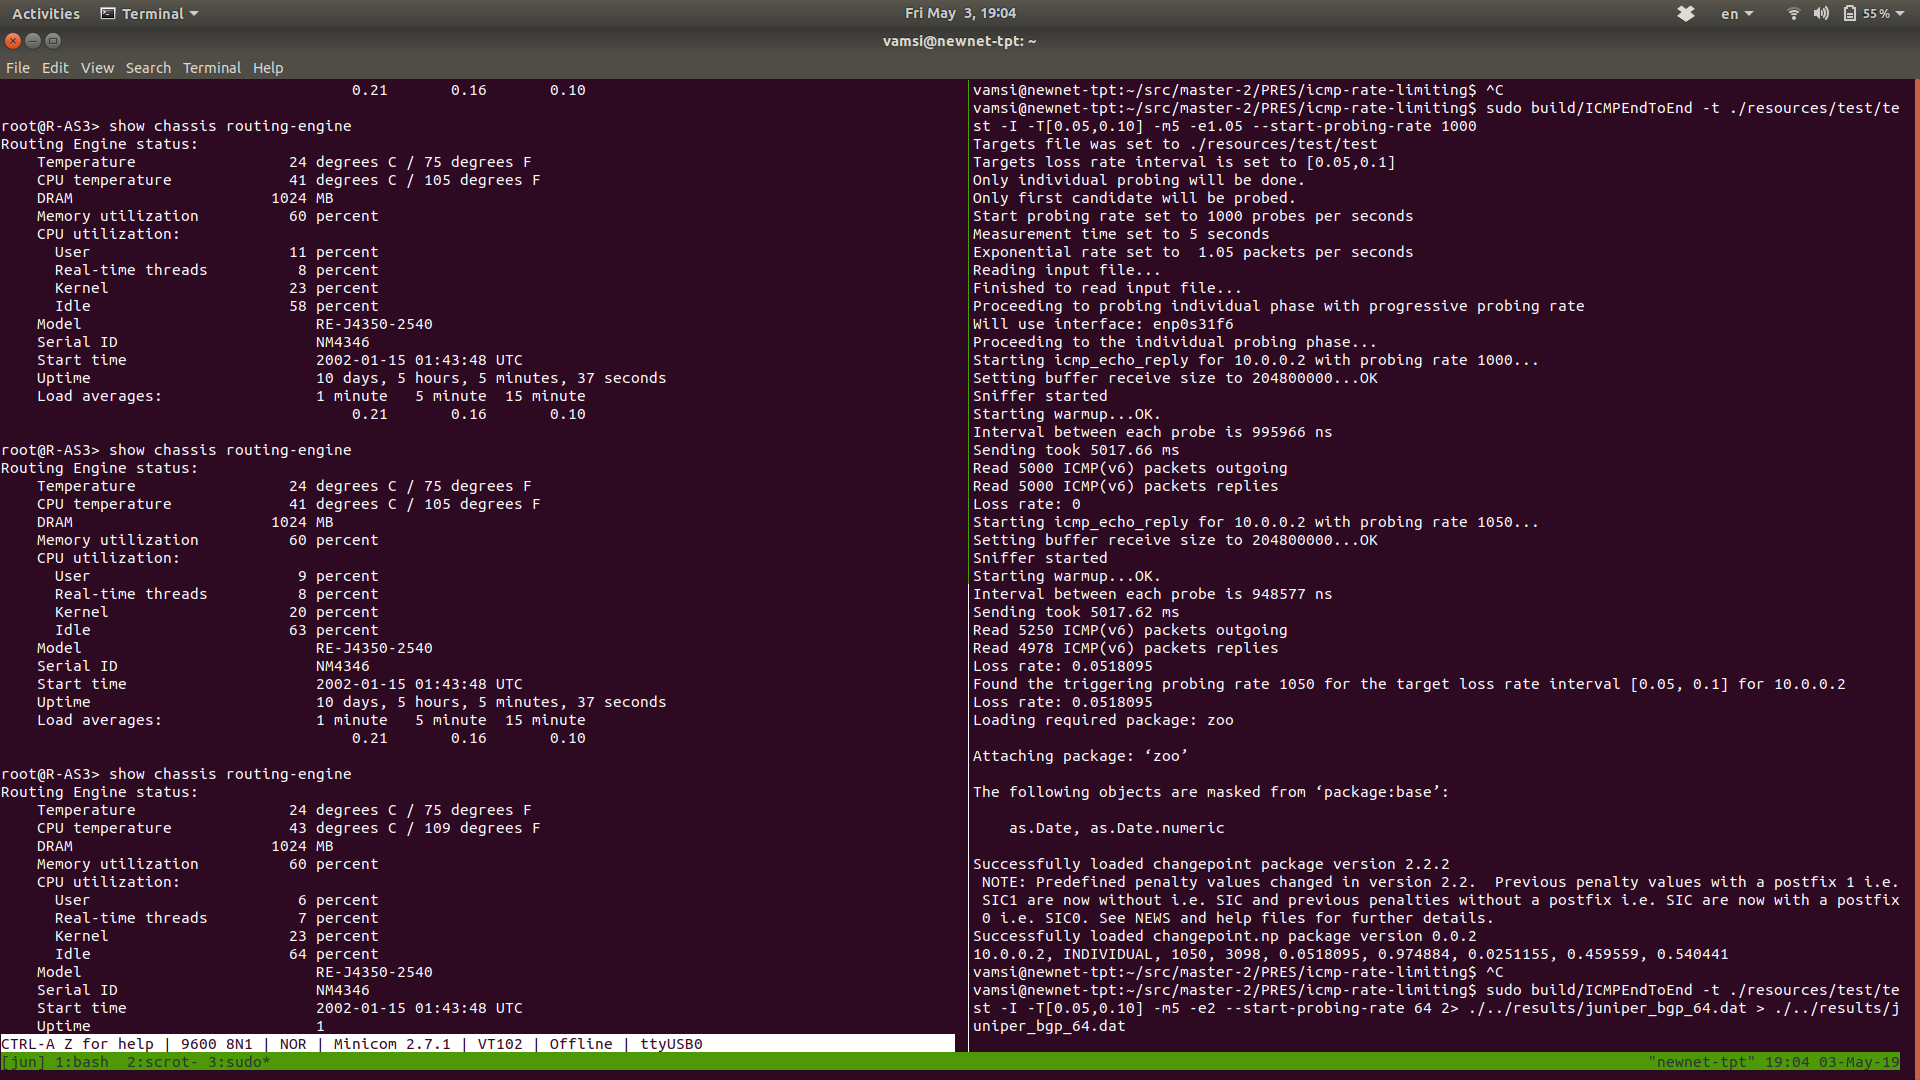 Activities Terminal Fri May 3, 19:04 en 55 %
vamsi@newnet-tpt: ~
File Edit View Search Terminal Help
0.21 0.16 0.10
root@R-AS3> show chassis routing-engine
Routing Engine status:
Temperature 24 degrees C / 75 degrees F
CPU temperature 41 degrees C / 105 degrees F
DRAM 1024 MB
Memory utilization 60 percent
CPU utilization:
User 11 percent
Real-time threads 8 percent
Kernel 23 percent
Idle 58 percent
Model RE-J4350-2540
Serial ID NM4346
Start time 2002-01-15 01:43:48 UTC
Uptime 10 days, 5 hours, 5 minutes, 37 seconds
Load averages: 1 minute 5 minute 15 minute
0.21 0.16 0.10
root@R-AS3> show chassis routing-engine
Routing Engine status:
Temperature 24 degrees C / 75 degrees F
CPU temperature 41 degrees C / 105 degrees F
DRAM 1024 MB
Memory utilization 60 percent
CPU utilization:
User 9 percent
Real-time threads 8 percent
Kernel 20 percent
Idle 63 percent
Model RE-J4350-2540
Serial ID NM4346
Start time 2002-01-15 01:43:48 UTC
Uptime 10 days, 5 hours, 5 minutes, 37 seconds
Load averages: 1 minute 5 minute 15 minute
0.21 0.16 0.10
root@R-AS3> show chassis routing-engine
Routing Engine status:
Temperature 24 degrees C / 75 degrees F
CPU temperature 43 degrees C / 109 degrees F
DRAM 1024 MB
Memory utilization 60 percent
CPU utilization:
User 6 percent
Real-time threads 7 percent
Kernel 23 percent
Idle 64 percent
Model RE-J4350-2540
Serial ID NM4346
Start time 2002-01-15 01:43:48 UTC
Uptime 1
CTRL-A Z for help | 9600 8N1 | NOR | Minicom 2.7.1 | VT102 | Offline | ttyUSB0
vamsi@newnet-tpt:~/src/master-2/PRES/icmp-rate-limiting$ ^C
vamsi@newnet-tpt:~/src/master-2/PRES/icmp-rate-limiting$ sudo build/ICMPEndToEnd -t ./resources/test/te
st -I -T[0.05,0.10] -m5 -e1.05 --start-probing-rate 1000
Targets file was set to ./resources/test/test
Targets loss rate interval is set to [0.05,0.1]
Only individual probing will be done.
Only first candidate will be probed.
Start probing rate set to 1000 probes per seconds
Measurement time set to 5 seconds
Exponential rate set to  1.05 packets per seconds
Reading input file...
Finished to read input file...
Proceeding to probing individual phase with progressive probing rate
Will use interface: enp0s31f6
Proceeding to the individual probing phase...
Starting icmp_echo_reply for 10.0.0.2 with probing rate 1000...
Setting buffer receive size to 204800000...OK
Sniffer started
Starting warmup...OK.
Interval between each probe is 995966 ns
Sending took 5017.66 ms
Read 5000 ICMP(v6) packets outgoing
Read 5000 ICMP(v6) packets replies
Loss rate: 0
Starting icmp_echo_reply for 10.0.0.2 with probing rate 1050...
Setting buffer receive size to 204800000...OK
Sniffer started
Starting warmup...OK.
Interval between each probe is 948577 ns
Sending took 5017.62 ms
Read 5250 ICMP(v6) packets outgoing
Read 4978 ICMP(v6) packets replies
Loss rate: 0.0518095
Found the triggering probing rate 1050 for the target loss rate interval [0.05, 0.1] for 10.0.0.2
Loss rate: 0.0518095
Loading required package: zoo
Attaching package: ‘zoo’
The following objects are masked from ‘package:base’:
as.Date, as.Date.numeric
Successfully loaded changepoint package version 2.2.2
NOTE: Predefined penalty values changed in version 2.2.  Previous penalty values with a postfix 1 i.e.
SIC1 are now without i.e. SIC and previous penalties without a postfix i.e. SIC are now with a postfix
0 i.e. SIC0. See NEWS and help files for further details.
Successfully loaded changepoint.np package version 0.0.2
10.0.0.2, INDIVIDUAL, 1050, 3098, 0.0518095, 0.974884, 0.0251155, 0.459559, 0.540441
vamsi@newnet-tpt:~/src/master-2/PRES/icmp-rate-limiting$ ^C
vamsi@newnet-tpt:~/src/master-2/PRES/icmp-rate-limiting$ sudo build/ICMPEndToEnd -t ./resources/test/te
st -I -T[0.05,0.10] -m5 -e2 --start-probing-rate 64 2> ./../results/juniper_bgp_64.dat > ./../results/j
uniper_bgp_64.dat
[jun] 1:bash  2:scrot- 3:sudo* "newnet-tpt" 19:04 03-May-19